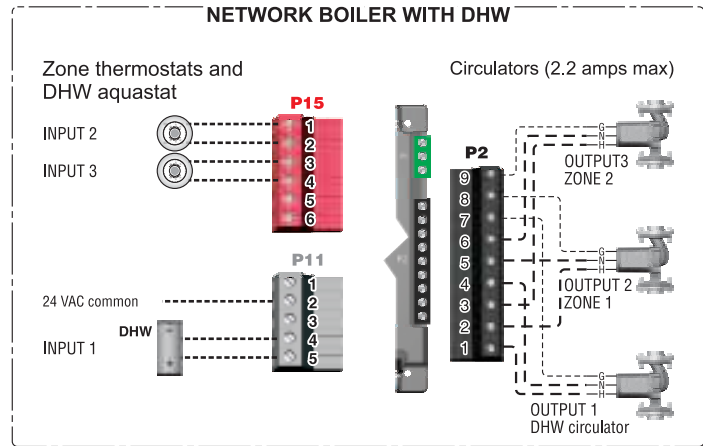 NETWORK BOILER WITH DHW
Zone thermostats and
DHW aquastat
P15
INPUT 2
INPUT 3
1
2
3
4
5
6
P11
24 VAC common
DHW
INPUT 1
1
2
3
4
5
Circulators (2.2 amps max)
P2
9
8
7
6
5
4
3
2
1
G
N
H
OUTPUT3
ZONE 2
G
N
H
OUTPUT 2
ZONE 1
G
N
H
OUTPUT 1
DHW circulator